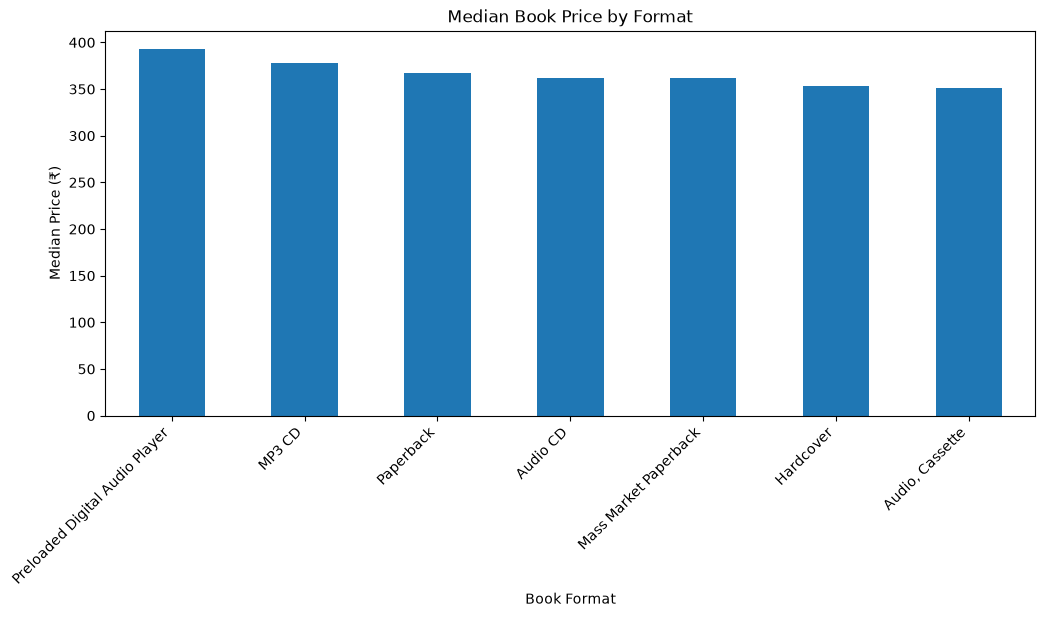 Median Book Price by Format
Median Price (₹)
400
350
300
250
200
150
100
50
0
Preloaded Digital Audio Player
MP3 CD
Paperback
Audio CD
Mass Market Paperback
Hardcover
Audio, Cassette
Book Format